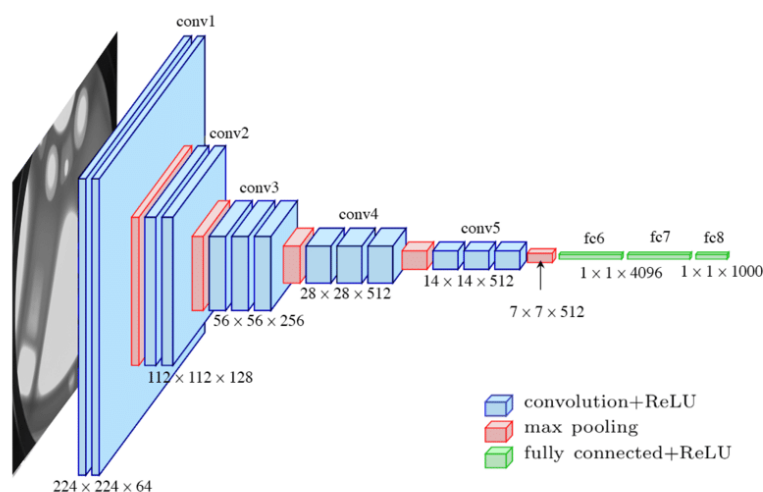 conv1
conv2
conv3
conv4
conv5
fc6
fc7
fc8
1 × 1 × 4096
1 × 1 × 1000
14 × 14 × 512
28 × 28 × 512
7 × 7 × 512
56 × 56 × 256
112 × 112 × 128
224 × 224 × 64
convolution+ReLU
max pooling
fully connected+ReLU